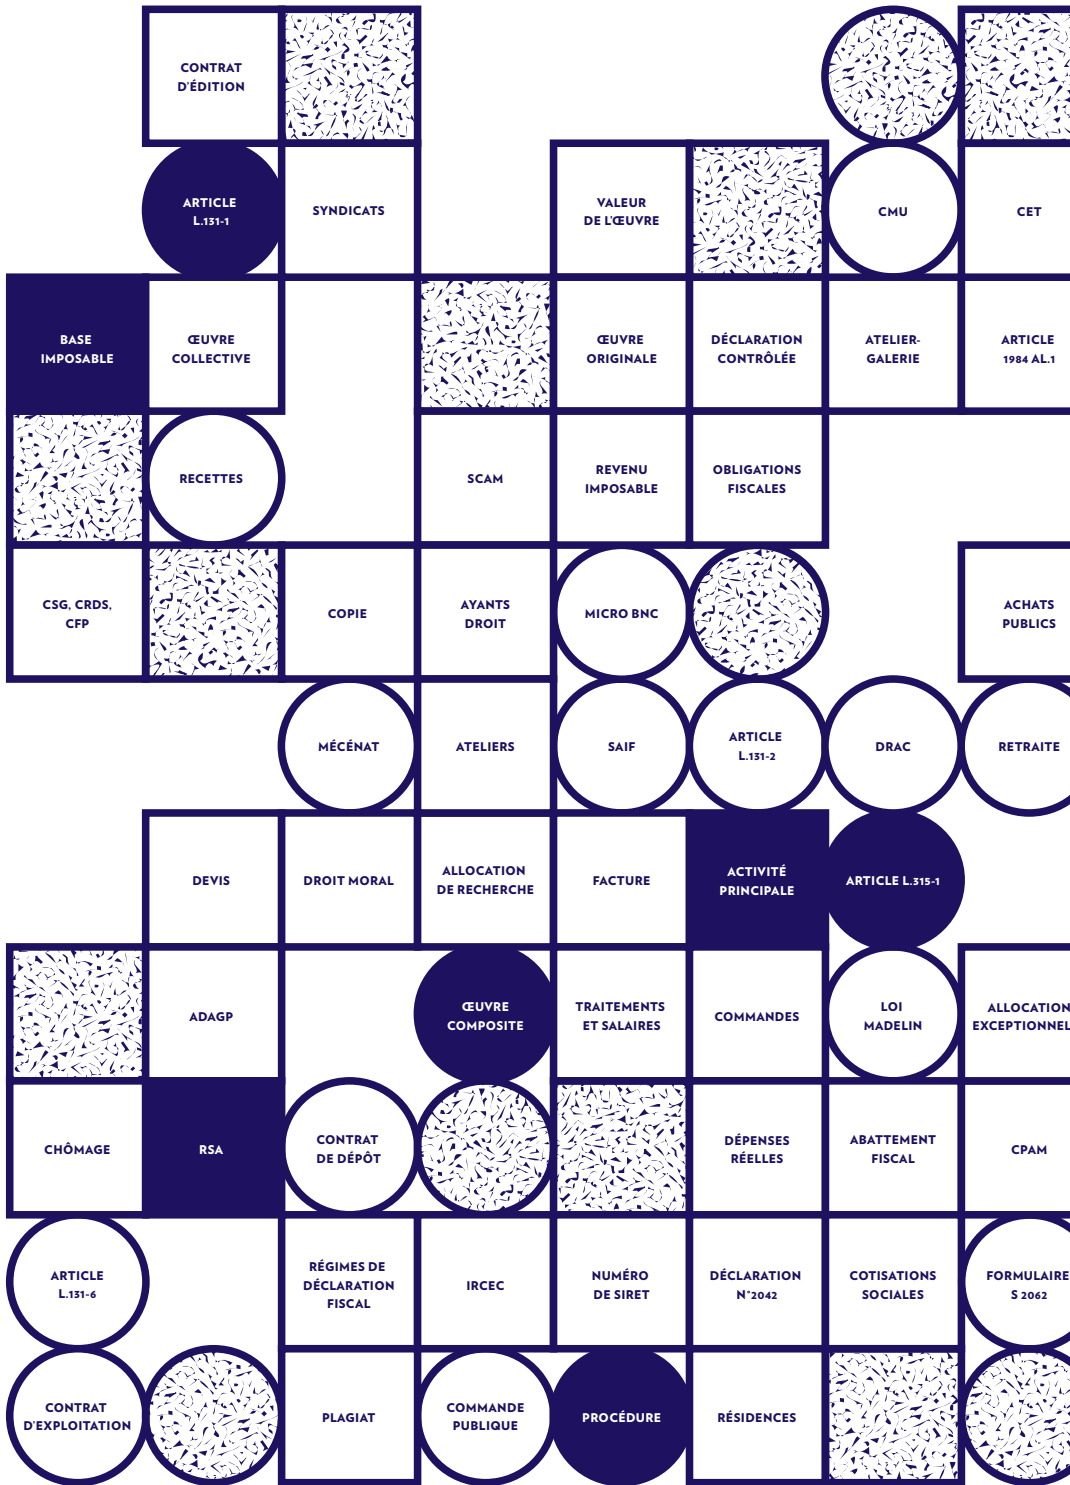 CONTRAT
D'ÉDITION
ARTICLE
L.131-1
SYNDICATS
VALEUR
DE L'ŒUVRE
CMU
CET
BASE
IMPOSABLE
ŒUVRE
COLLECTIVE
ŒUVRE
ORIGINALE
DÉCLARATION
CONTRÔLÉE
ATELIER-
GALERIE
ARTICLE
1984 AL.1
RECETTES
SCAM
REVENU
IMPOSABLE
OBLIGATIONS
FISCALES
CSG, CRDS,
CFP
COPIE
AYANTS
DROIT
MICRO BNC
ACHATS
PUBLICS
MÉCÉNAT
ATELIERS
SAIF
ARTICLE
L.131-2
DRAC
RETRAITE
DEVIS
DROIT MORAL
ALLOCATION
DE RECHERCHE
FACTURE
ACTIVITÉ
PRINCIPALE
ARTICLE L.315-1
ADAGP
ŒUVRE
COMPOSITE
TRAITEMENTS
ET SALAIRES
COMMANDES
LOI
MADELIN
ALLOCATION
EXCEPTIONNEL
CHÔMAGE
RSA
CONTRAT
DE DÉPÔT
DÉPENSES
RÉELLES
ABATTEMENT
FISCAL
CPAM
ARTICLE
L.131-6
RÉGIMES DE
DÉCLARATION
FISCAL
IRCEC
NUMÉRO
DE SIRET
DÉCLARATION
N°2042
COTISATIONS
SOCIALES
FORMULAIRE
S 2062
CONTRAT
D'EXPLOITATION
PLAGIAT
COMMANDE
PUBLIQUE
PROCÉDURE
RÉSIDENCES